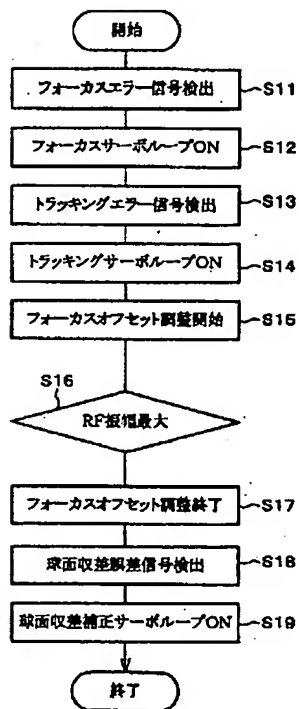 開始
フォーカスエラー信号検出 S11
フォーカスサーボループON S12
トラッキングエラー信号検出 S13
トラッキングサーボループON S14
フォーカスオフセット調整開始 S15
S16
RF振幅最大
フォーカスオフセット調整終了 S17
球面収差誤差信号検出 S18
球面収差補正サーボループON S19
終了